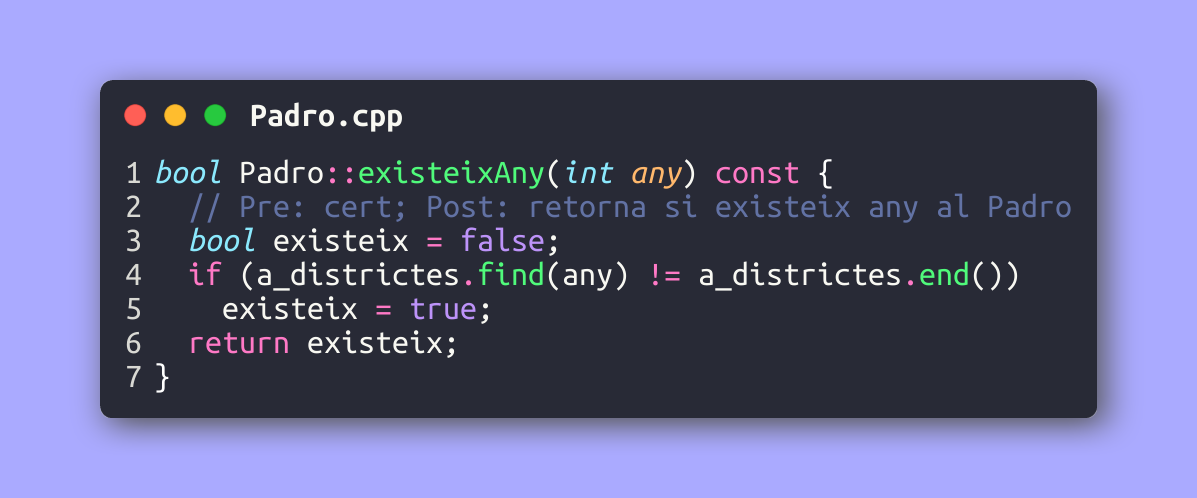 Padro.cpp
1 bool Padro::existeixAny(int any) const {
2   // Pre: cert; Post: retorna si existeix any al Padro
3   bool existeix = false;
4   if (a_districtes.find(any) != a_districtes.end())
5     existeix = true;
6   return existeix;
7 }